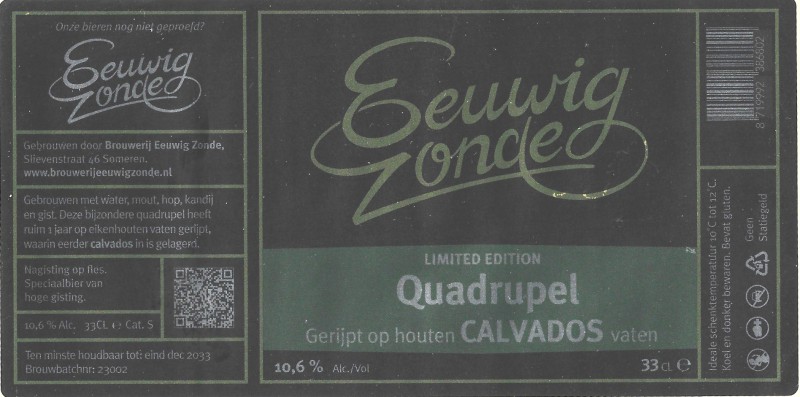 Onze bieren nog niet geproefd?
Eeuwig
Zonde
Gebrouwen door Brouwerij Eeuwig Zonde,
Slievenstraat 46 Someren.
www.brouwerijeeuwigzonde.nl
Gebrouwen met water, mout, hop, kandij
en gist. Deze bijzondere quadrupel heeft
ruim 1 jaar op eikenhouten vaten gerijpt,
waarin eerder calvados in is gelagerd.
Nagisting op fles.
Speciaalbier van
hoge gisting.
10,6 % Alc. 33CL ℮ Cat. S
Ten minste houdbaar tot: eind dec 2033
Brouwbatchnr: 23002
Eeuwig
Zonde
LIMITED EDITION
Quadrupel
Gerijpt op houten CALVADOS vaten
10,6 % Alc./Vol
33 CL ℮
8 719992 386802
Ideale schenktemperatuur 10°C tot 12°C.
Koel en donker bewaren. Bevat gluten.
Geen
Statiegeld